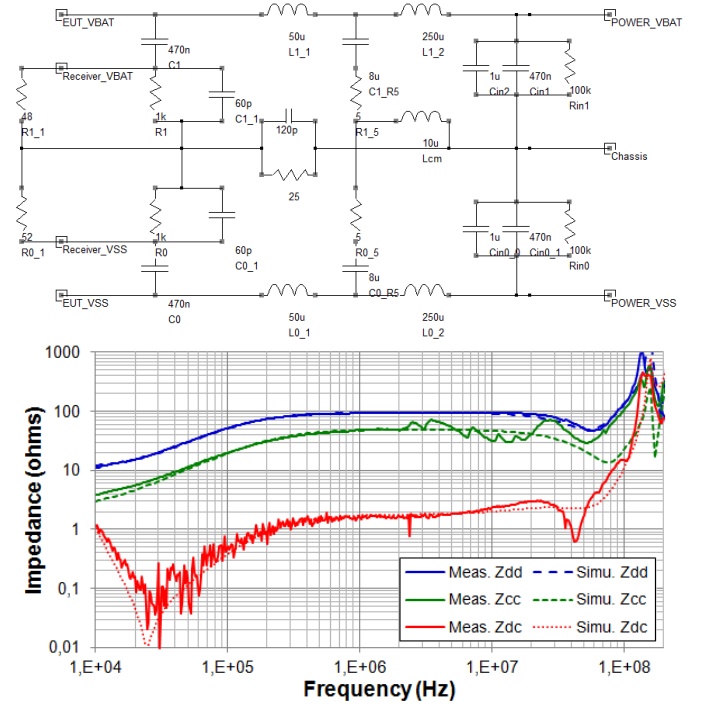 EUT_VBAT
50u
L1_1
250u
L1_2
POWER_VBAT
470n
C1
Receiver_VBAT
8u
C1_R5
1u
Cin2
470n
Cin1
100k
Rin1
48
R1_1
1k
R1
60p
C1_1
120p
5
R1_5
10u
Lcm
Chassis
25
52
R0_1
Receiver_VSS
1k
R0
60p
C0_1
5
R0_5
1u
Cin0_0
470n
Cin0_1
100k
Rin0
EUT_VSS
470n
C0
50u
L0_1
8u
C0_R5
250u
L0_2
POWER_VSS
Impedance (ohms)
1000
100
10
1
0,1
0,01
Meas. Zdd
Simu. Zdd
Meas. Zcc
Simu. Zcc
Meas. Zdc
Simu. Zdc
1,E+04
1,E+05
1,E+06
1,E+07
1,E+08
Frequency (Hz)